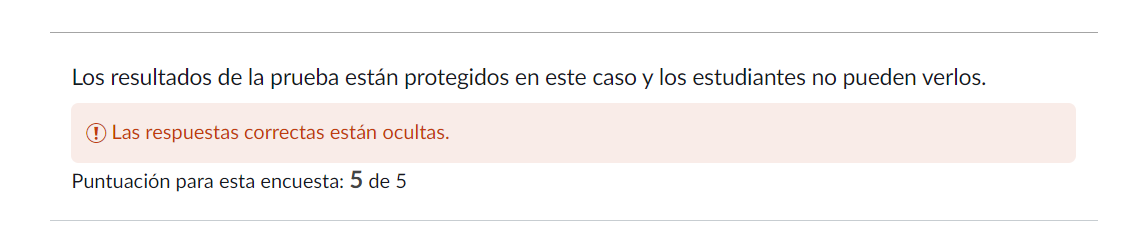 Los resultados de la prueba están protegidos en este caso y los estudiantes no pueden verlos.
Las respuestas correctas están ocultas.
Puntuación para esta encuesta: 5 de 5